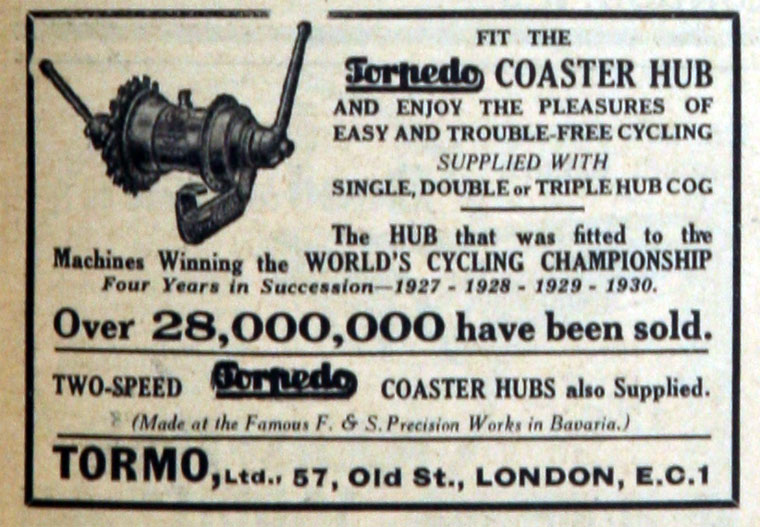 FIT THE
Torpedo COASTER HUB
AND ENJOY THE PLEASURES OF
EASY AND TROUBLE-FREE CYCLING
SUPPLIED WITH
SINGLE, DOUBLE or TRIPLE HUB COG
The HUB that was fitted to the
Machines Winning the WORLD'S CYCLING CHAMPIONSHIP
Four Years in Succession—1927 - 1928 - 1929 - 1930.
Over 28,000,000 have been sold.
TWO-SPEED Torpedo COASTER HUBS also Supplied.
(Made at the Famous F. & S. Precision Works in Bavaria.)
TORMO, Ltd., 57, Old St., LONDON, E.C.1